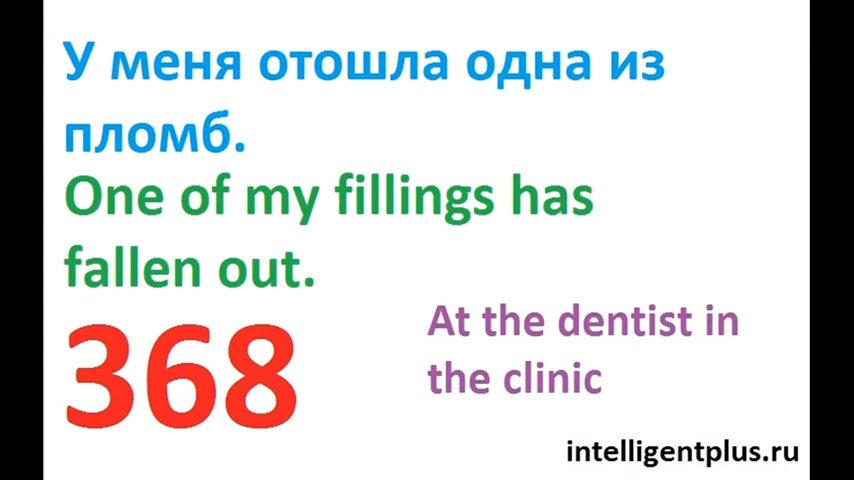 У меня отошла одна из
пломб.
One of my fillings has
fallen out.
368
At the dentist in
the clinic
intelligentplus.ru